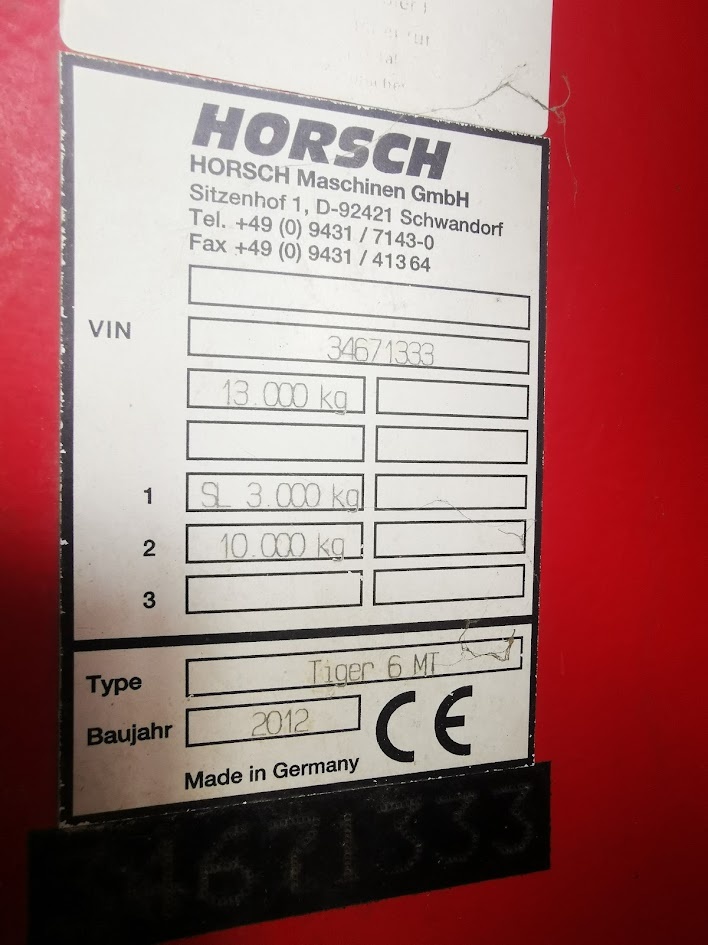 HORSCH
HORSCH Maschinen GmbH
Sitzenhof 1, D-92421 Schwandorf
Tel. +49 (0) 9431 / 7143-0
Fax +49 (0) 9431 / 41364
VIN 34671333
13.000 kg
1 SL 3.000 kg
2 10.000 kg
3
Type Tiger 6 MT
Baujahr 2012 CE
Made in Germany
34671333